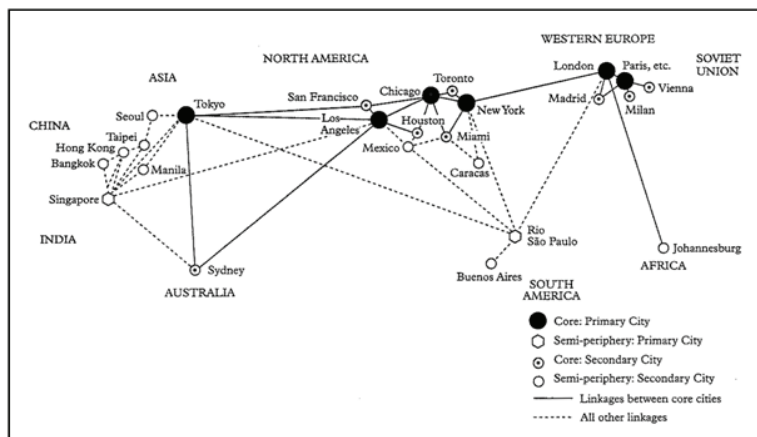 WESTERN EUROPE
SOVIET
UNION
NORTH AMERICA
ASIA
London
Paris, etc.
Vienna
Madrid
Milan
Toronto
Chicago
San Francisco
New York
Tokyo
Seoul
Los
Angeles
Houston
Miami
Mexico
Caracas
CHINA
Taipei
Hong Kong
Bangkok
Manila
Singapore
INDIA
Sydney
AUSTRALIA
Rio
São Paulo
Buenos Aires
SOUTH
AMERICA
Johannesburg
AFRICA
Core: Primary City
Semi-periphery: Primary City
Core: Secondary City
Semi-periphery: Secondary City
Linkages between core cities
All other linkages